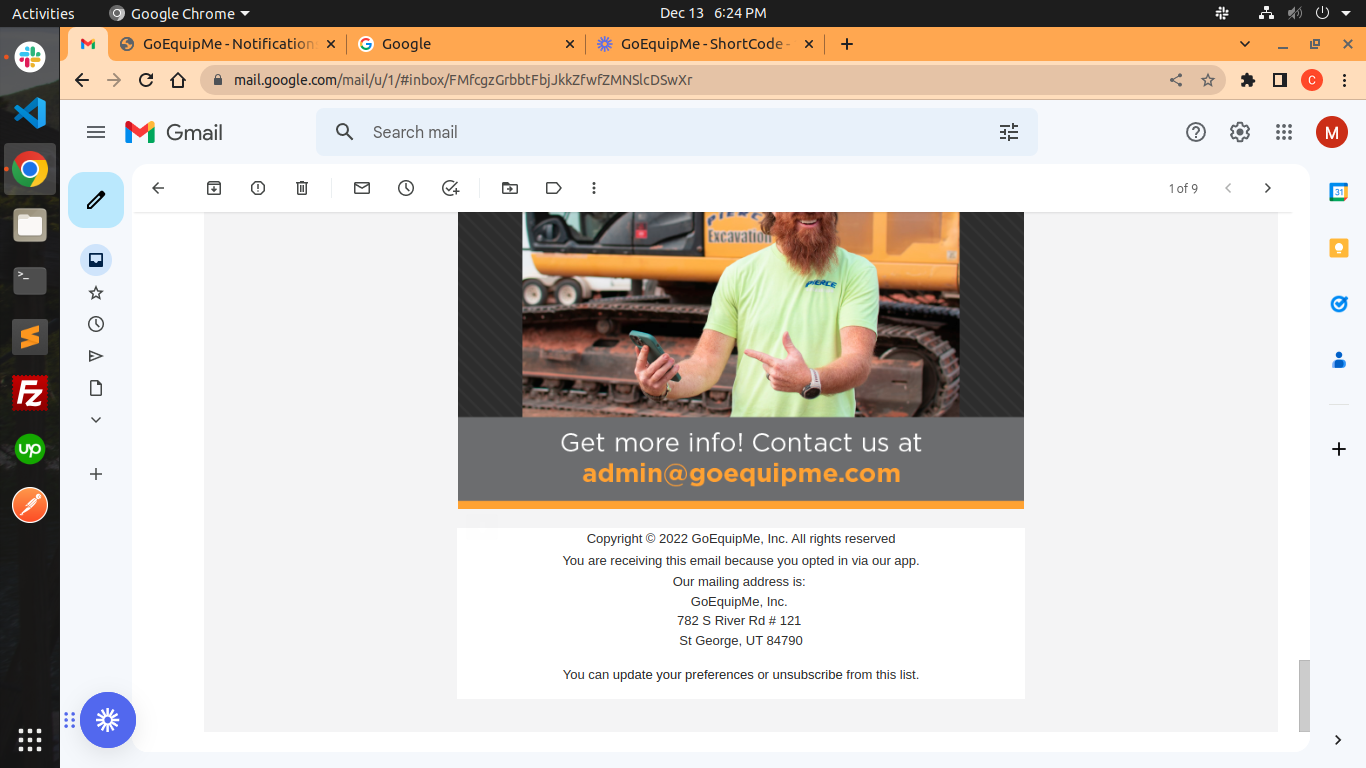 Activities
Google Chrome
Dec 13 6:24 PM
GoEquipMe - Notification
Google
GoEquipMe - ShortCode -
mail.google.com/mail/u/1/#inbox/FMfcgzGrbbtFbjJkkZfwfZMNSlcDSwXr
C
Gmail
Search mail
M
1 of 9
31
PIERCE
Excavation
PIERCE
Get more info! Contact us at
admin@goequipme.com
Copyright © 2022 GoEquipMe, Inc. All rights reserved
You are receiving this email because you opted in via our app.
Our mailing address is:
GoEquipMe, Inc.
782 S River Rd # 121
St George, UT 84790
You can update your preferences or unsubscribe from this list.
Fz
up